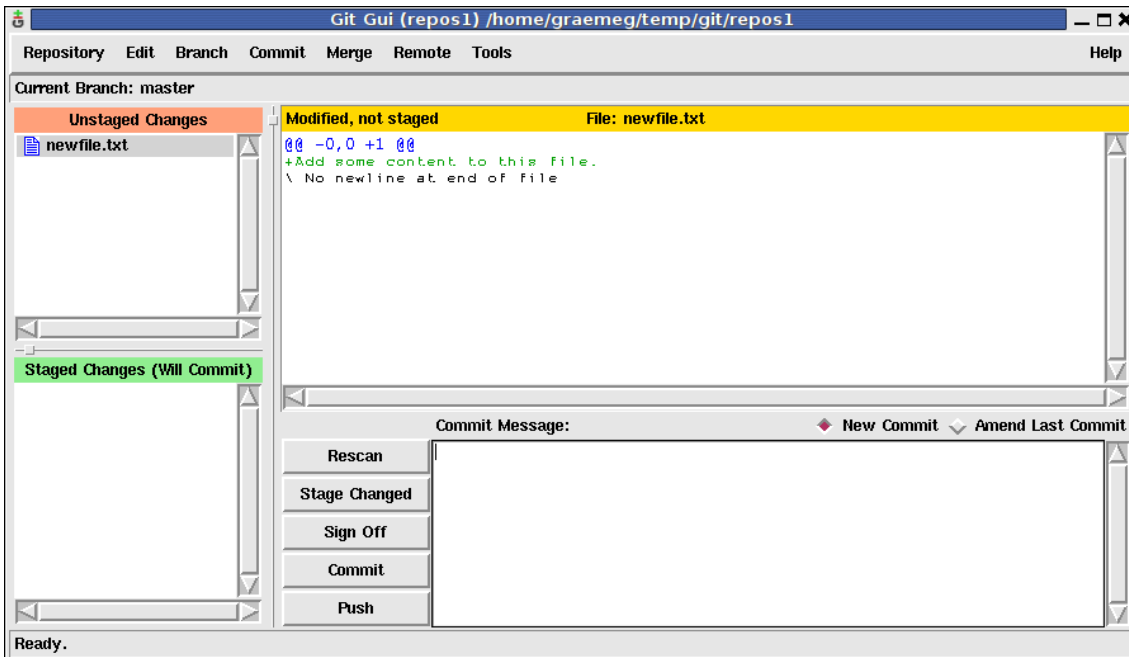 Git Gui (repos1) /home/graemeg/temp/git/repos1
Repository Edit Branch Commit Merge Remote Tools Help
Current Branch: master
Unstaged Changes
newfile.txt
Modified, not staged File: newfile.txt
@@ -0,0 +1 @@
+Add some content to this file.
\ No newline at end of file
Staged Changes (Will Commit)
Commit Message: New Commit Amend Last Commit
Rescan
Stage Changed
Sign Off
Commit
Push
Ready.